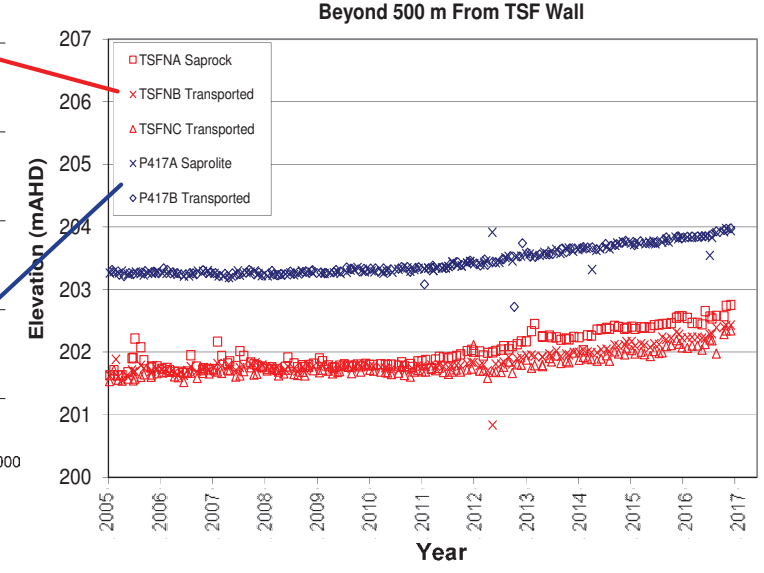 Beyond 500 m From TSF Wall
Elevation (mAHD)
207
206
205
204
203
202
201
200
TSFNA Saprock
TSFNB Transported
TSFNC Transported
P417A Saprolite
P417B Transported
2005
2006
2007
2008
2009
2010
2011
2012
2013
2014
2015
2016
2017
Year